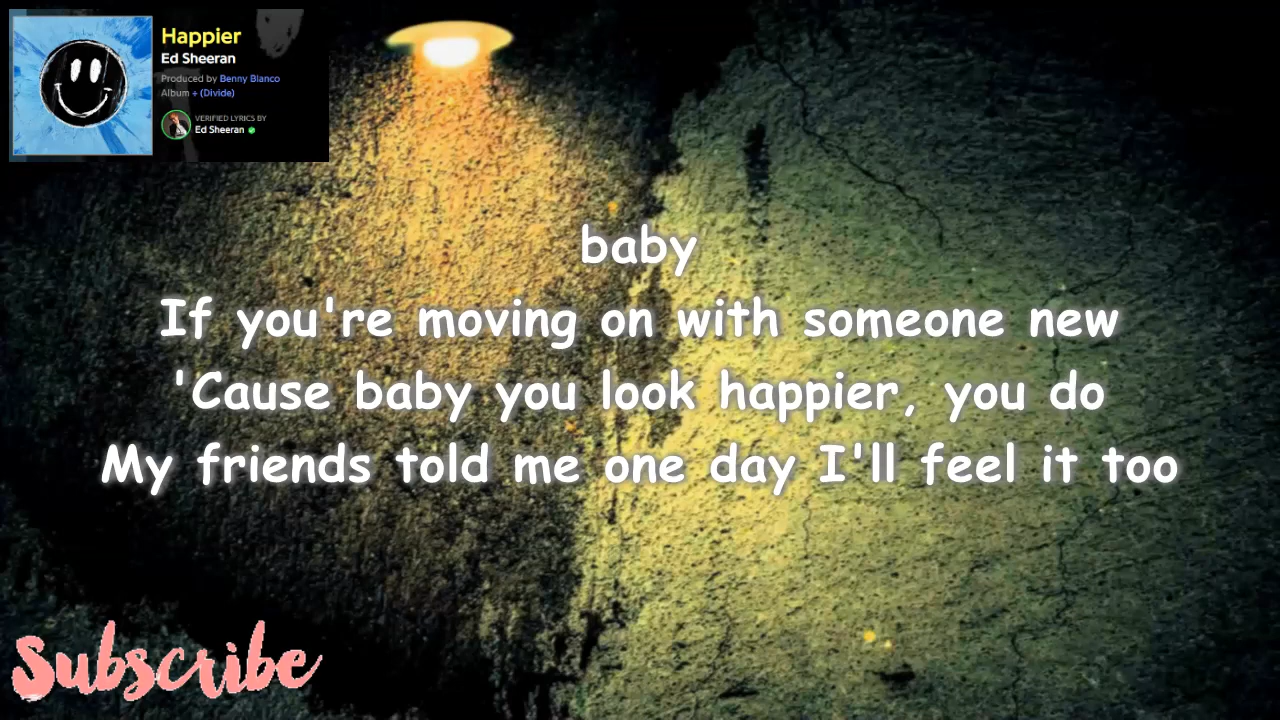 Happier
Ed Sheeran
Produced by Benny Blanco
Album ÷ (Divide)
VERIFIED LYRICS BY
Ed Sheeran
baby
If you're moving on with someone new
'Cause baby you look happier, you do
My friends told me one day I'll feel it too
Subscribe